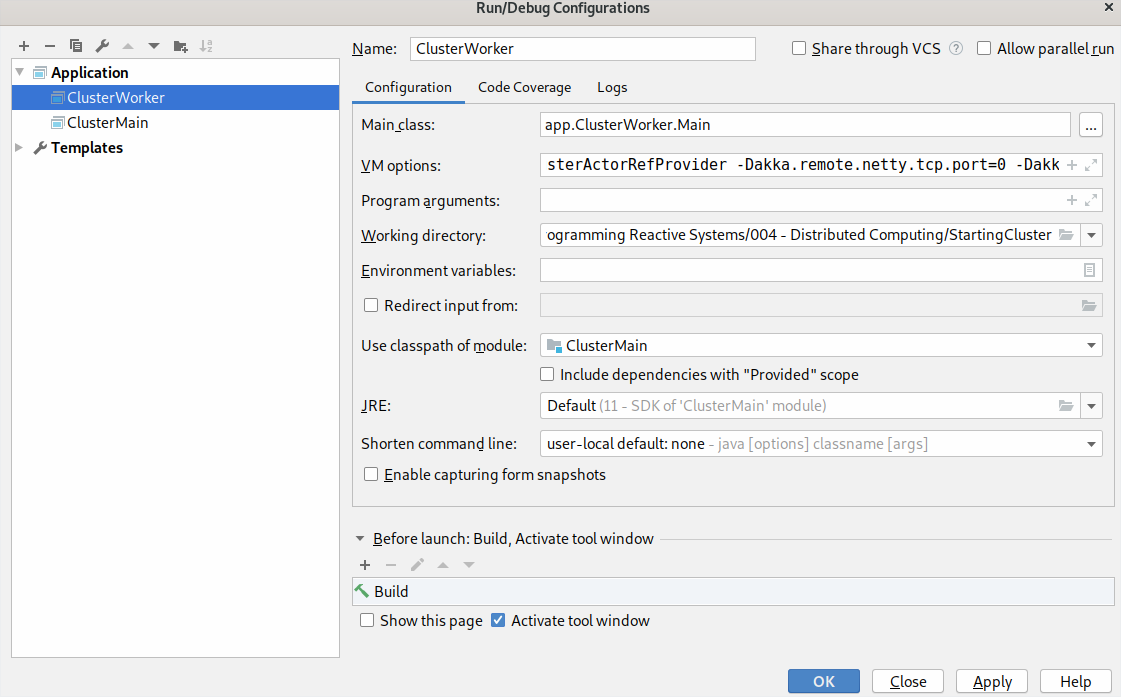 Run/Debug Configurations
Application
ClusterWorker
ClusterMain
Templates
Name: ClusterWorker Share through VCS ? Allow parallel run
Configuration Code Coverage Logs
Main class: app.ClusterWorker.Main ...
VM options: sterActorRefProvider -Dakka.remote.netty.tcp.port=0 -Dakk
Program arguments:
Working directory: ogramming Reactive Systems/004 - Distributed Computing/StartingCluster
Environment variables:
Redirect input from:
Use classpath of module: ClusterMain
Include dependencies with "Provided" scope
JRE: Default (11 - SDK of 'ClusterMain' module)
Shorten command line: user-local default: none - java [options] classname [args]
Enable capturing form snapshots
Before launch: Build, Activate tool window
Build
Show this page Activate tool window
OK Close Apply Help